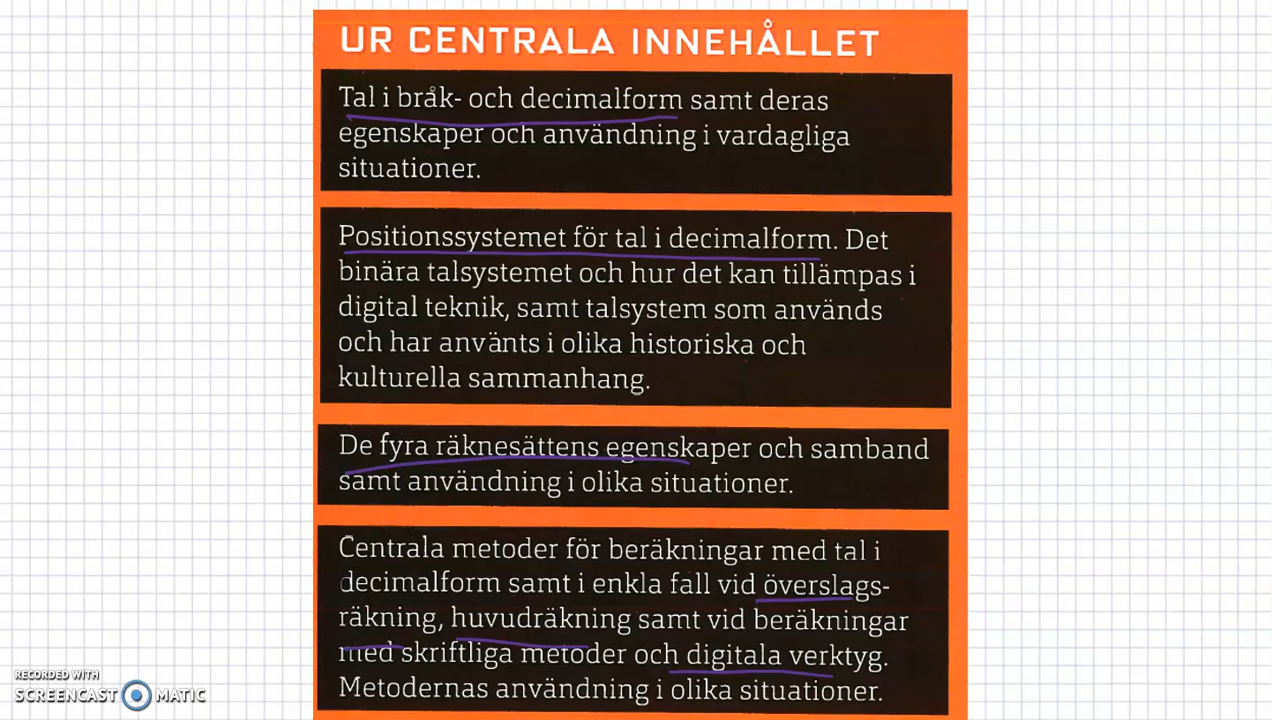 UR CENTRALA INNEHÅLLET
Tal i bråk- och decimalform samt deras
egenskaper och användning i vardagliga
situationer.
Positionssystemet för tal i decimalform. Det
binära talsystemet och hur det kan tillämpas i
digital teknik, samt talsystem som används
och har använts i olika historiska och
kulturella sammanhang.
De fyra räknesättens egenskaper och samband
samt användning i olika situationer.
Centrala metoder för beräkningar med tal i
decimalform samt i enkla fall vid överslags-
räkning, huvudräkning samt vid beräkningar
med skriftliga metoder och digitala verktyg.
Metodernas användning i olika situationer.
RECORDED WITH
SCREENCAST MATIC